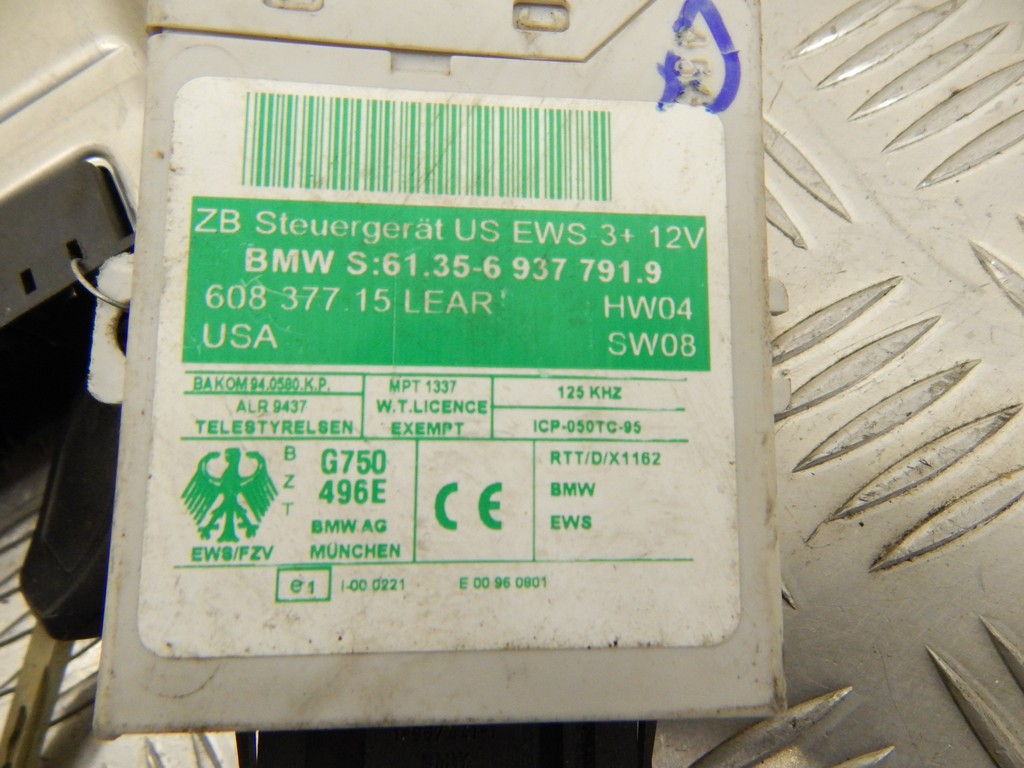 ZB Steuergerät US EWS 3+ 12V
BMW S:61.35-6 937 791.9
608 377 15 LEAR HW04
USA SW08
BAKOM 94.0580.K.P. MPT 1337 125 KHZ
ALR 9437 W.T.LICENCE
TELESTYRELSEN EXEMPT ICP-050TC-95
BZT G750 RTT/D/X1162
496E BMW
CE
BMW AG EWS
EWS/FZV MÜNCHEN
e1 I-00 0221 E 00 96 0801
BMW